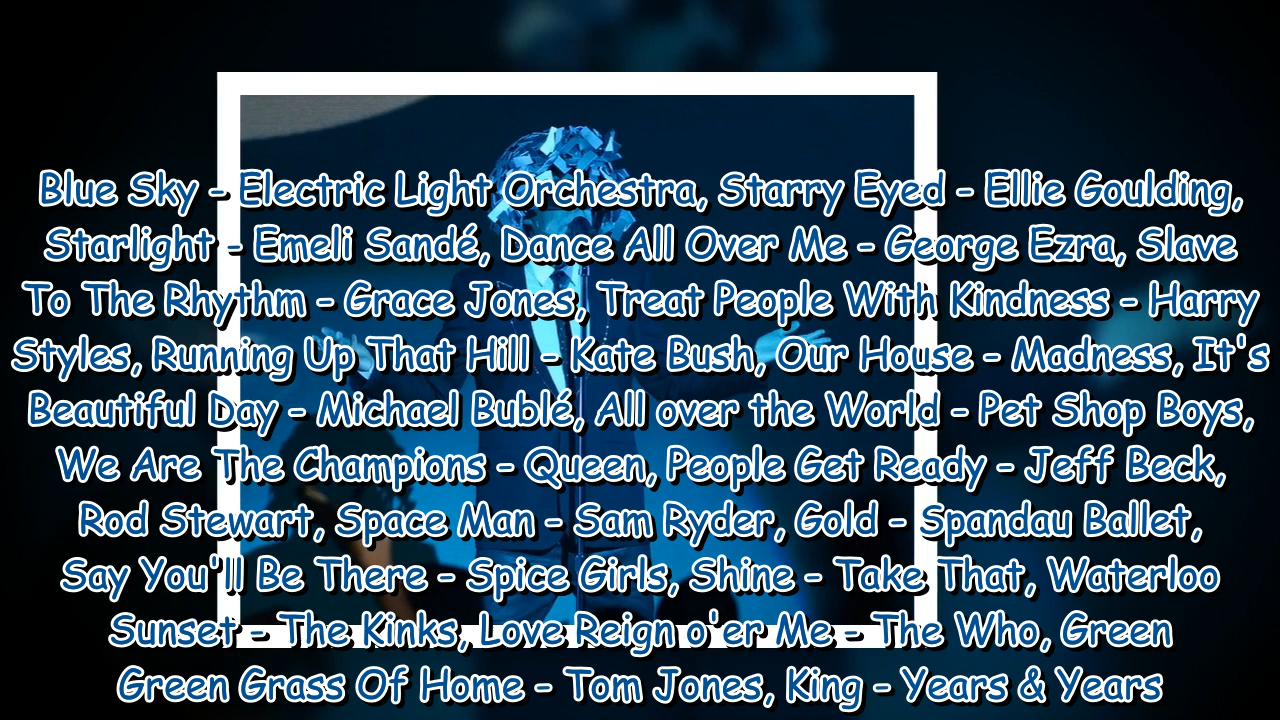 Blue Sky – Electric Light Orchestra, Starry Eyed – Ellie Goulding,
Starlight – Emeli Sandé, Dance All Over Me – George Ezra, Slave
To The Rhythm – Grace Jones, Treat People With Kindness – Harry
Styles, Running Up That Hill – Kate Bush, Our House – Madness, It's
Beautiful Day – Michael Bublé, All over the World – Pet Shop Boys,
We Are The Champions – Queen, People Get Ready – Jeff Beck,
Rod Stewart, Space Man – Sam Ryder, Gold – Spandau Ballet,
Say You'll Be There – Spice Girls, Shine – Take That, Waterloo
Sunset – The Kinks, Love Reign o'er Me – The Who, Green
Green Grass Of Home – Tom Jones, King – Years & Years